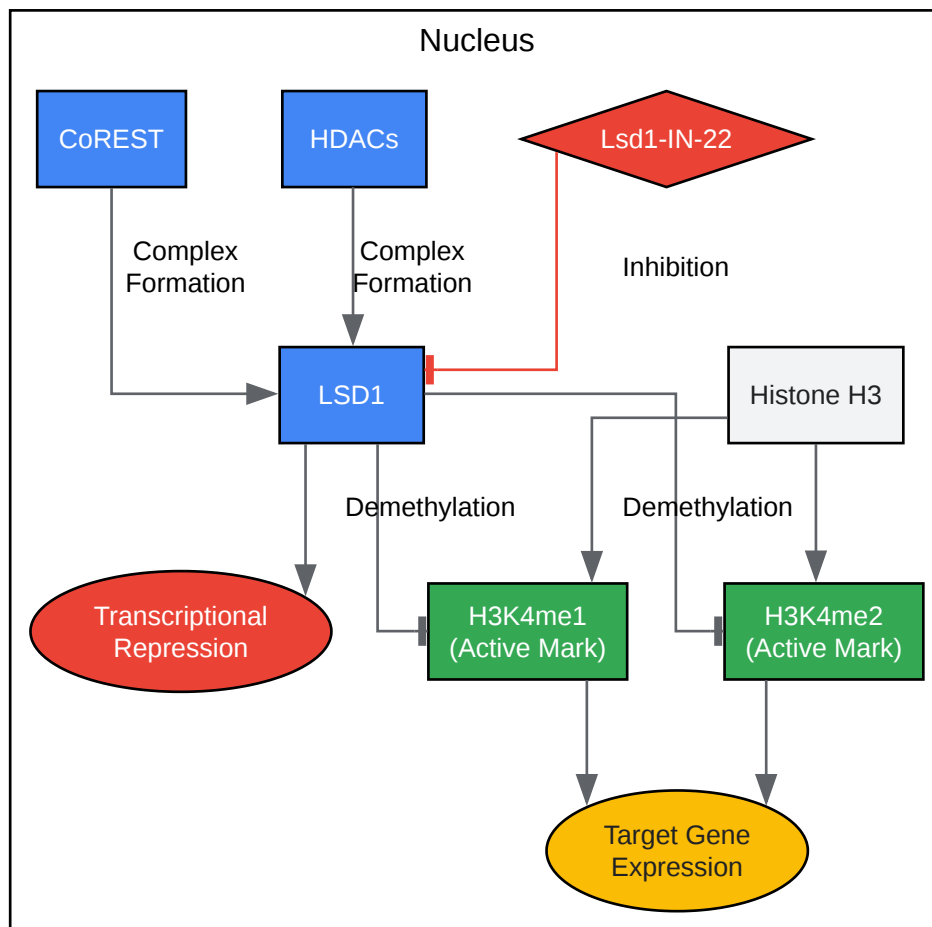 Nucleus
CoREST
HDACs
Lsd1-IN-22
Complex
Formation
Complex
Formation
Inhibition
LSD1
Histone H3
Demethylation
Demethylation
Transcriptional
Repression
H3K4me1
(Active Mark)
H3K4me2
(Active Mark)
Target Gene
Expression